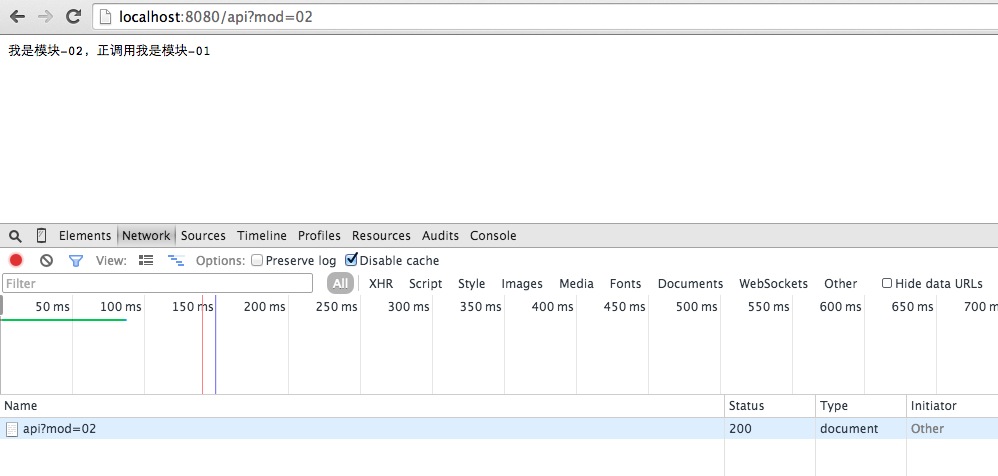 localhost:8080/api?mod=02
我是模块-02，正调用我是模块-01
Elements Network Sources Timeline Profiles Resources Audits Console
View: Options: Preserve log Disable cache
Filter All XHR Script Style Images Media Fonts Documents WebSockets Other Hide data URLs
50 ms 100 ms 150 ms 200 ms 250 ms 300 ms 350 ms 400 ms 450 ms 500 ms 550 ms 600 ms 650 ms 700 m
Name Status Type Initiator
api?mod=02 200 document Other